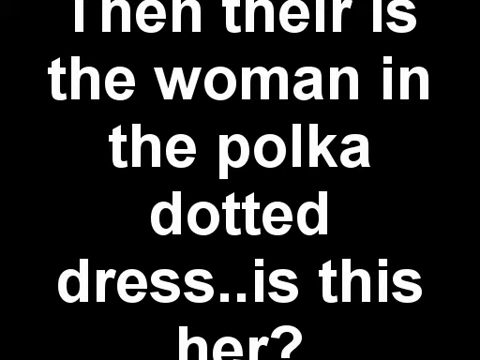 Then their is
the woman in
the polka
dotted
dress..is this
her?